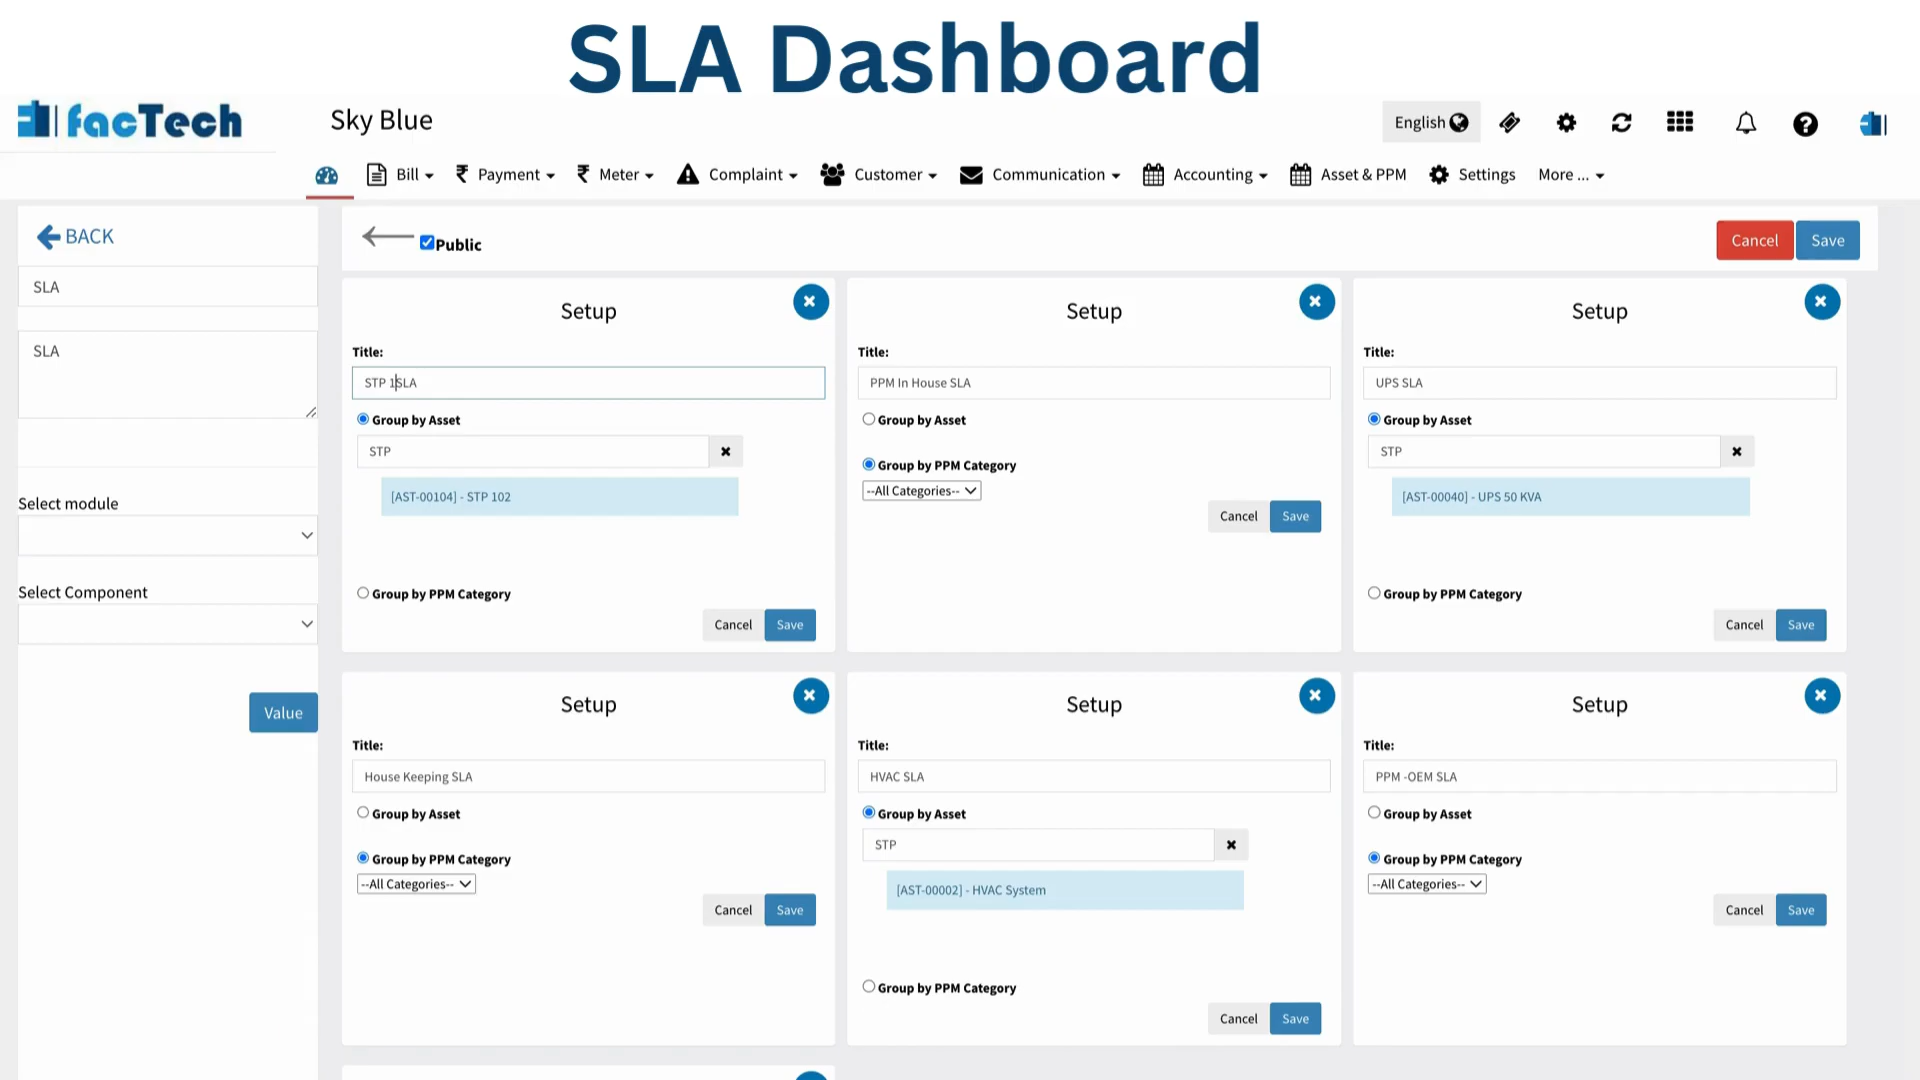 SLA Dashboard
facTech
Sky Blue
English
Bill
Payment
Meter
Complaint
Customer
Communication
Accounting
Asset & PPM
Settings
More ...
BACK
SLA
SLA
Select module
Select Component
Value
Public
Cancel
Save
Setup
Title:
STP 1SLA
Group by Asset
STP
[AST-00104] - STP 102
Group by PPM Category
Cancel
Save
Setup
Title:
PPM In House SLA
Group by Asset
Group by PPM Category
--All Categories--
Cancel
Save
Setup
Title:
UPS SLA
Group by Asset
STP
[AST-00040] - UPS 50 KVA
Group by PPM Category
Cancel
Save
Setup
Title:
House Keeping SLA
Group by Asset
Group by PPM Category
--All Categories--
Cancel
Save
Setup
Title:
HVAC SLA
Group by Asset
STP
[AST-00002] - HVAC System
Group by PPM Category
Cancel
Save
Setup
Title:
PPM -OEM SLA
Group by Asset
Group by PPM Category
--All Categories--
Cancel
Save